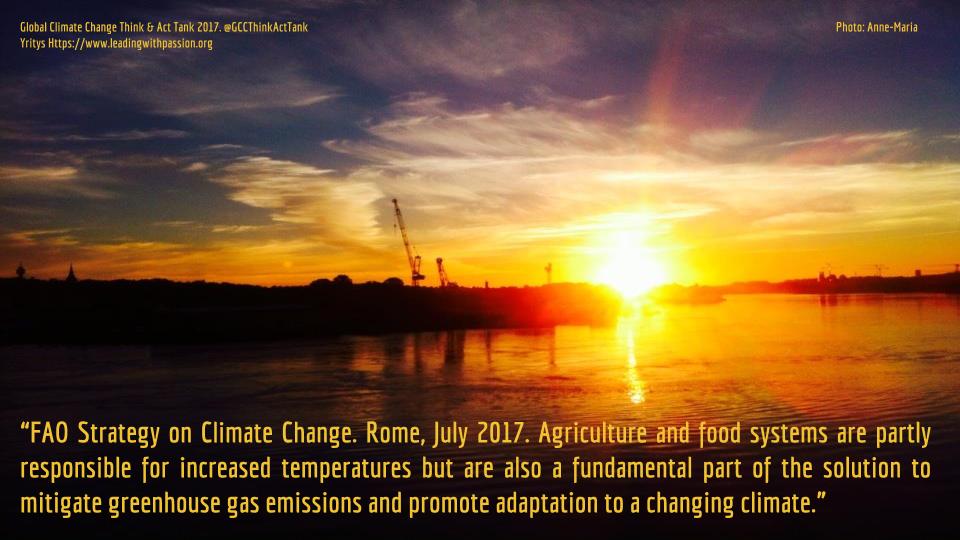 Global Climate Change Think & Act Tank 2017. @GCCThinkActTank
Yritys Https://www.leadingwithpassion.org
Photo: Anne-Maria
“FAO Strategy on Climate Change. Rome, July 2017. Agriculture and food systems are partly
responsible for increased temperatures but are also a fundamental part of the solution to
mitigate greenhouse gas emissions and promote adaptation to a changing climate.”